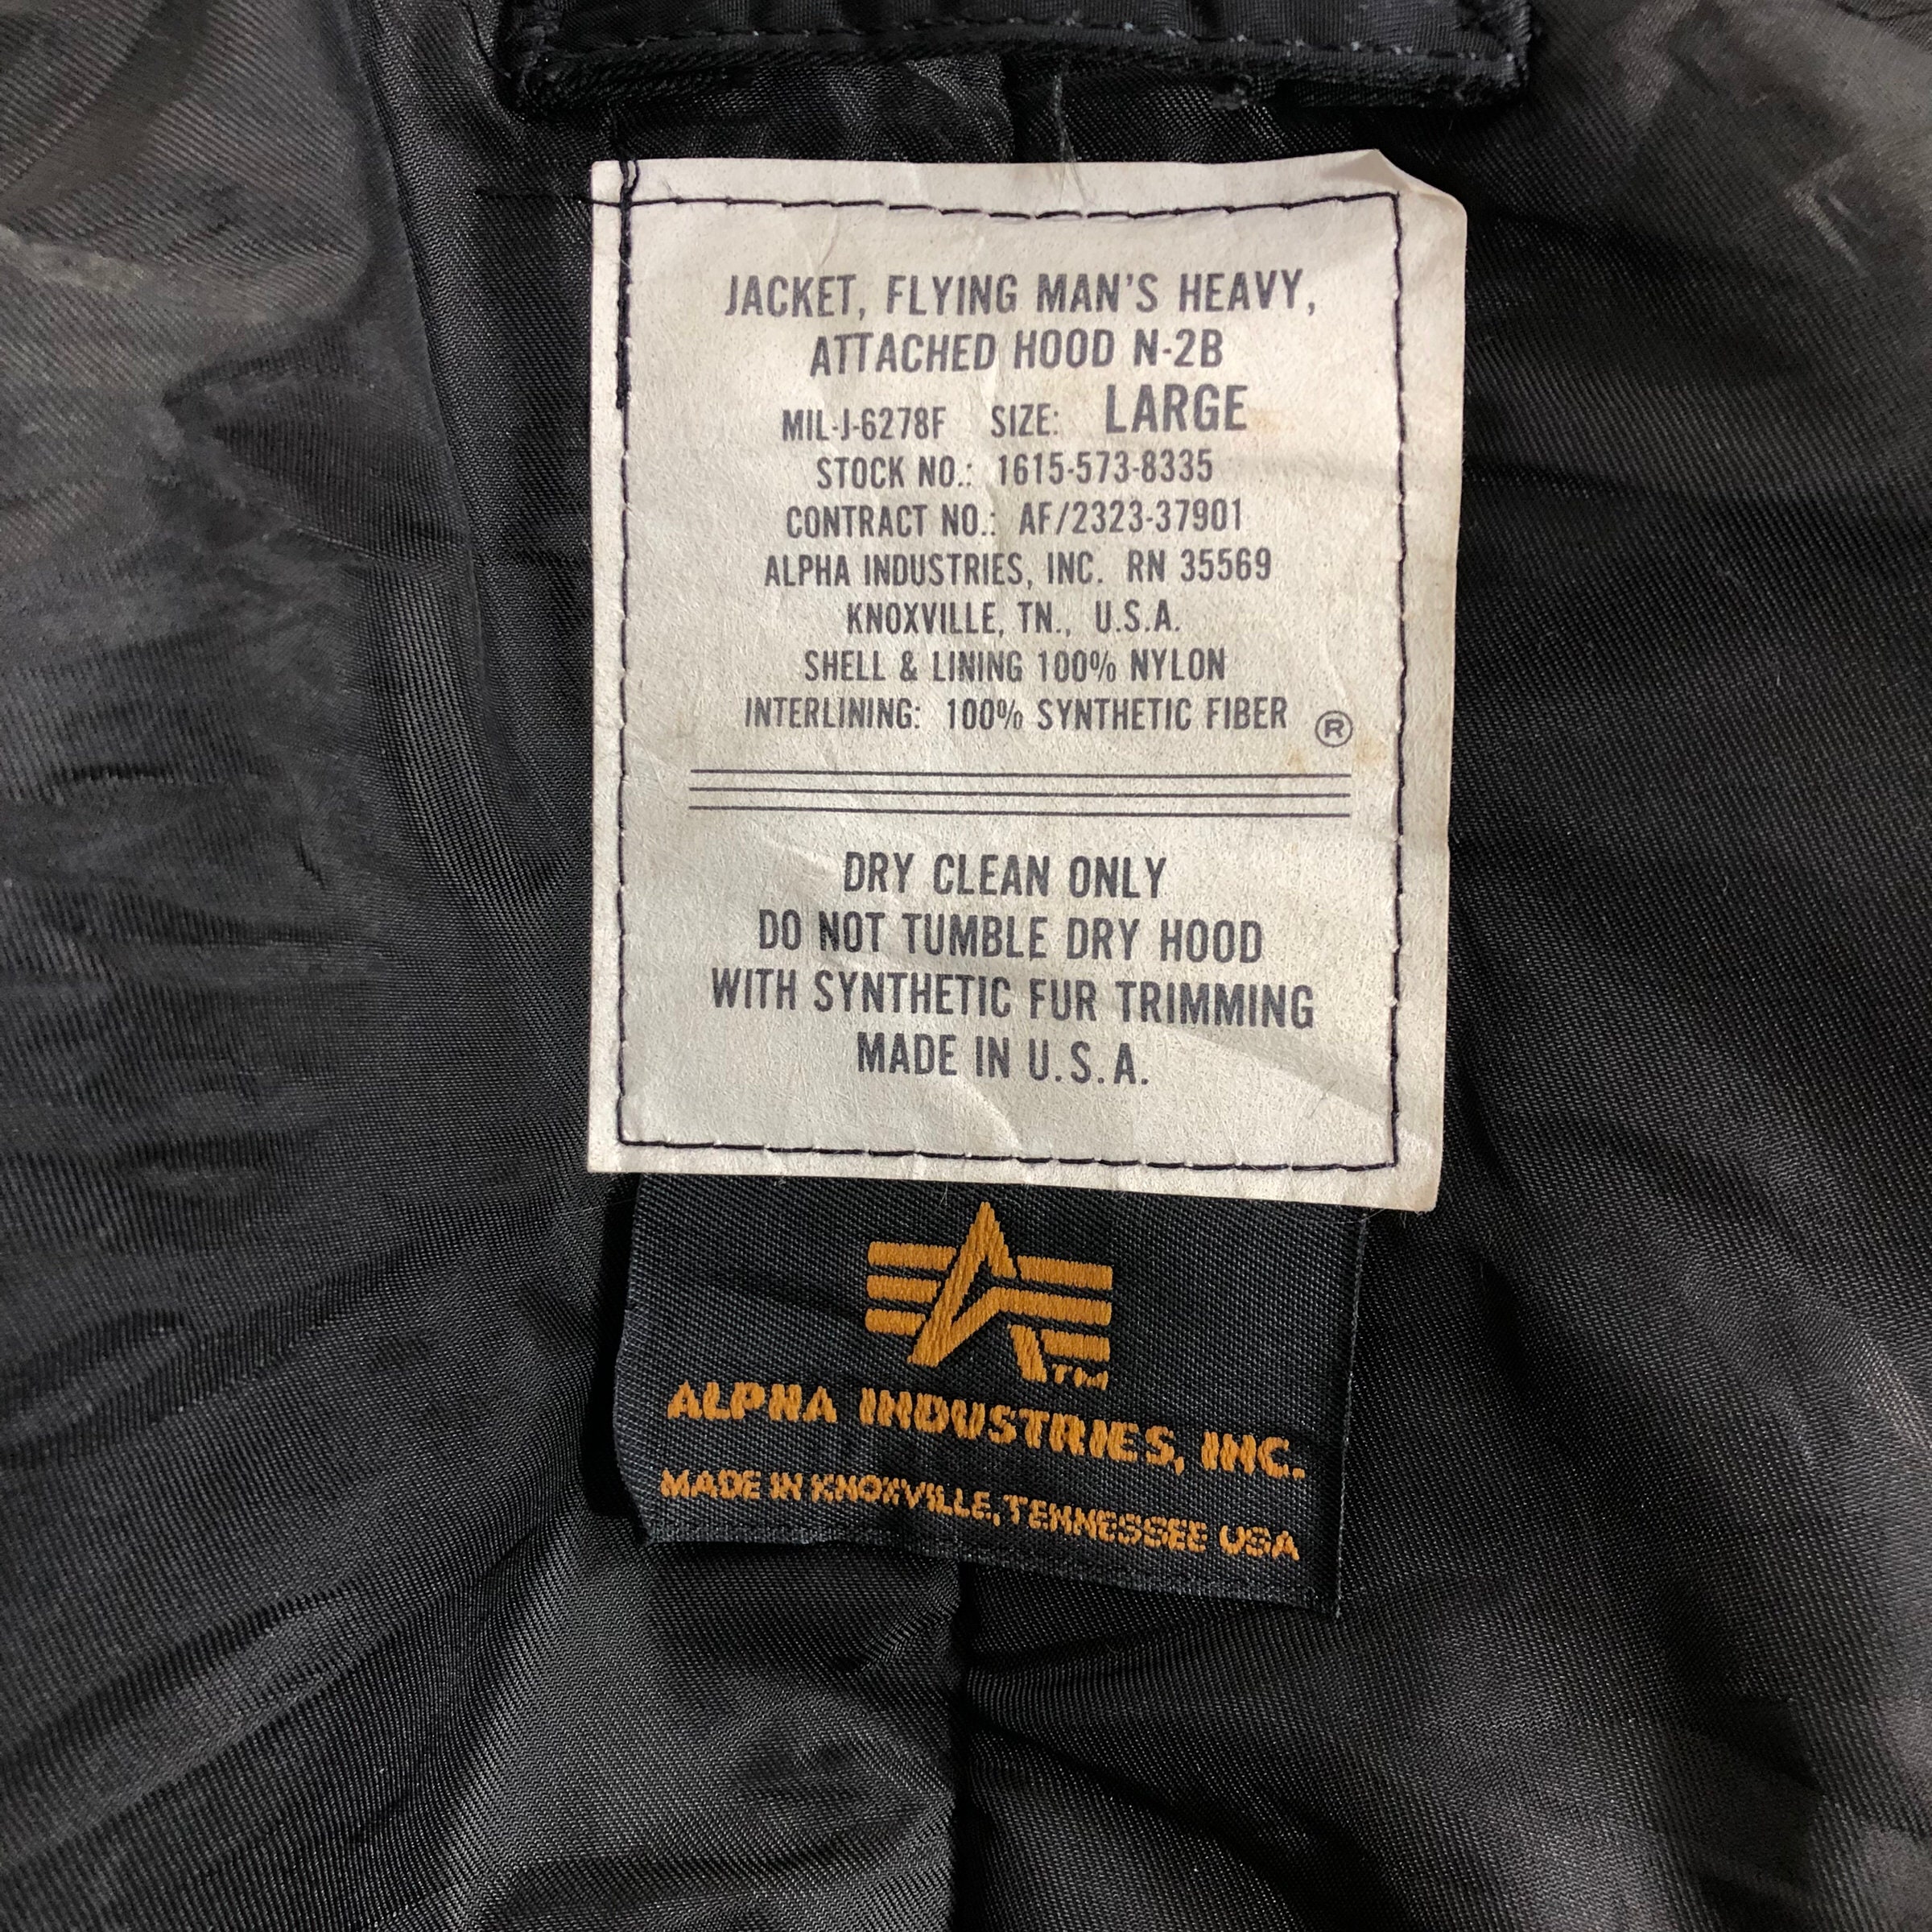 JACKET, FLYING MAN'S HEAVY,
ATTACHED HOOD N-2B
MIL-J-6278F SIZE: LARGE
STOCK NO.: 1615-573-8335
CONTRACT NO.: AF/2323-37901
ALPHA INDUSTRIES, INC. RN 35569
KNOXVILLE, TN., U.S.A.
SHELL & LINING 100% NYLON
INTERLINING: 100% SYNTHETIC FIBER ®
DRY CLEAN ONLY
DO NOT TUMBLE DRY HOOD
WITH SYNTHETIC FUR TRIMMING
MADE IN U.S.A.
TM
ALPHA INDUSTRIES, INC.
MADE IN KNOXVILLE, TENNESSEE USA